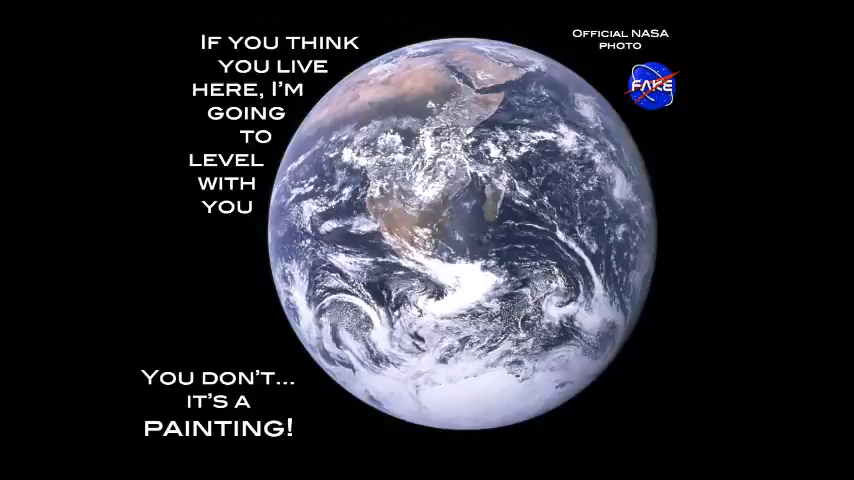 IF YOU THINK
YOU LIVE
HERE, I'M
GOING
TO
LEVEL
WITH
YOU
OFFICIAL NASA
PHOTO
FAKE
YOU DON'T...
IT'S A
PAINTING!